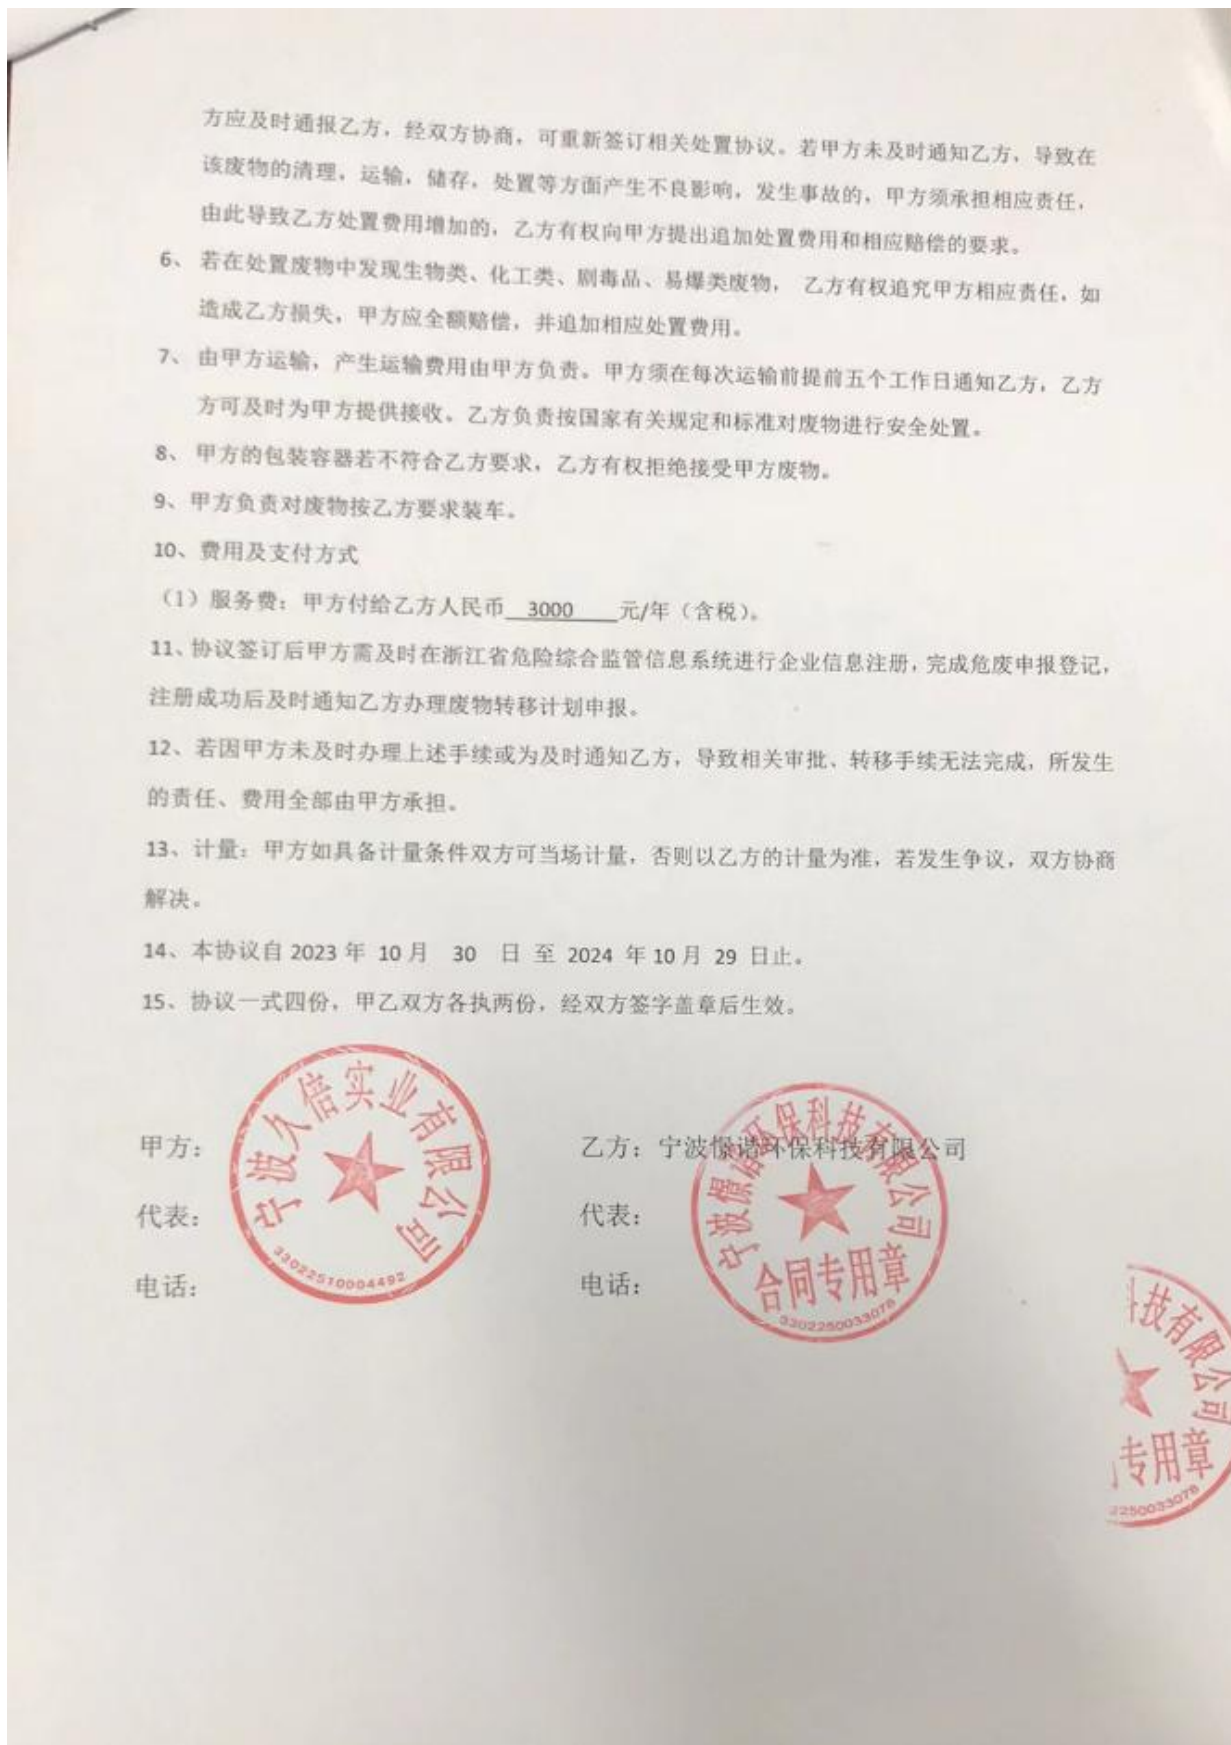 方应及时通报乙方，经双方协商，可重新签订相关处置协议。若甲方未及时通知乙方，导致在
该废物的清理，运输，储存，处置等方面产生不良影响，发生事故的，甲方须承担相应责任，
由此导致乙方处置费用增加的，乙方有权向甲方提出追加处置费用和相应赔偿的要求。
6、 若在处置废物中发现生物类、化工类、剧毒品、易爆类废物， 乙方有权追究甲方相应责任，如
造成乙方损失，甲方应全额赔偿，并追加相应处置费用。
7、 由甲方运输，产生运输费用由甲方负责。甲方须在每次运输前提前五个工作日通知乙方，乙方
方可及时为甲方提供接收。乙方负责按国家有关规定和标准对废物进行安全处置。
8、 甲方的包装容器若不符合乙方要求，乙方有权拒绝接受甲方废物。
9、甲方负责对废物按乙方要求装车。
10、费用及支付方式
（1）服务费：甲方付给乙方人民币 3000 元/年（含税）。
11、协议签订后甲方需及时在浙江省危险综合监管信息系统进行企业信息注册，完成危废申报登记，
注册成功后及时通知乙方办理废物转移计划申报。
12、若因甲方未及时办理上述手续或为及时通知乙方，导致相关审批、转移手续无法完成，所发生
的责任、费用全部由甲方承担。
13、计量：甲方如具备计量条件双方可当场计量，否则以乙方的计量为准，若发生争议，双方协商
解决。
14、本协议自 2023 年 10 月 30 日 至 2024 年 10 月 29 日止。
15、协议一式四份，甲乙双方各执两份，经双方签字盖章后生效。
甲方： 乙方：宁波憬谐环保科技有限公司
代表： 代表：
电话： 电话：
宁波久倍实业有限公司
33022510004492
宁波憬谐环保科技有限公司
合同专用章
3302250033078
科技有限公司
专用章
2250033078